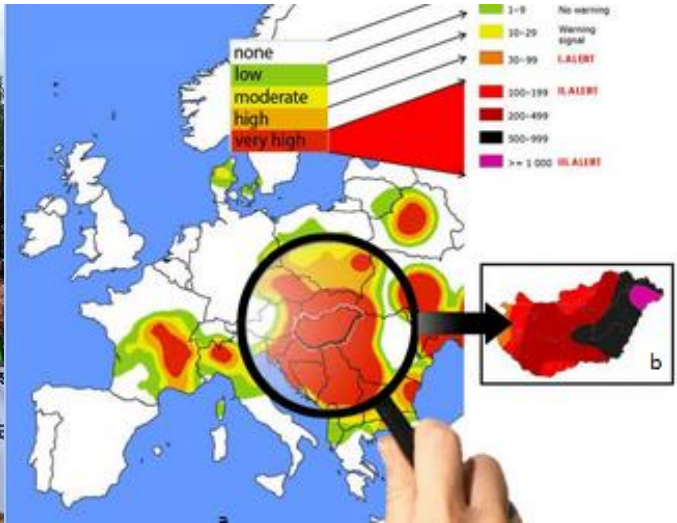 none
low
moderate
high
very high
1-9 No warning
10-29 Warning
signal
30-99 I.ALERT
100-199 II.ALERT
200-499
500-999
>= 1 000 III.ALERT
b
a